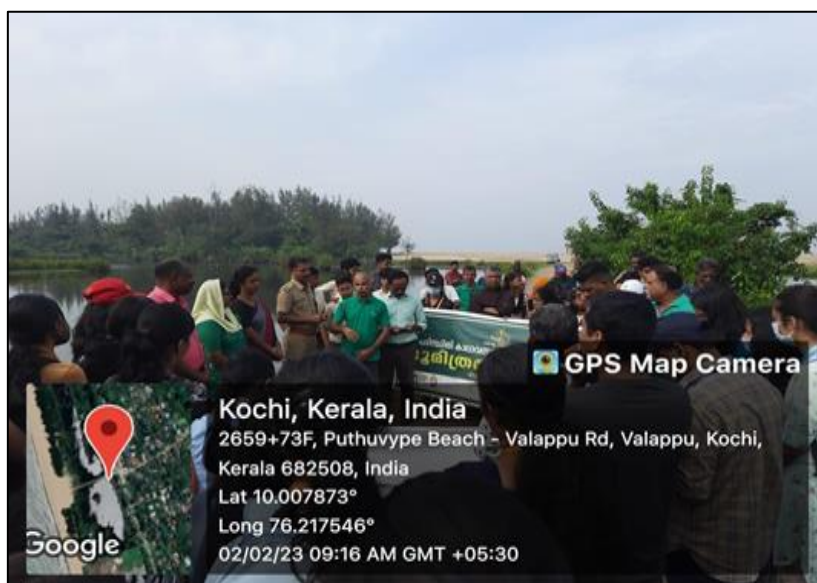 GPS Map Camera
Kochi, Kerala, India
2659+73F, Puthuvype Beach - Valappu Rd, Valappu, Kochi,
Kerala 682508, India
Lat 10.007873°
Long 76.217546°
02/02/23 09:16 AM GMT +05:30
Google